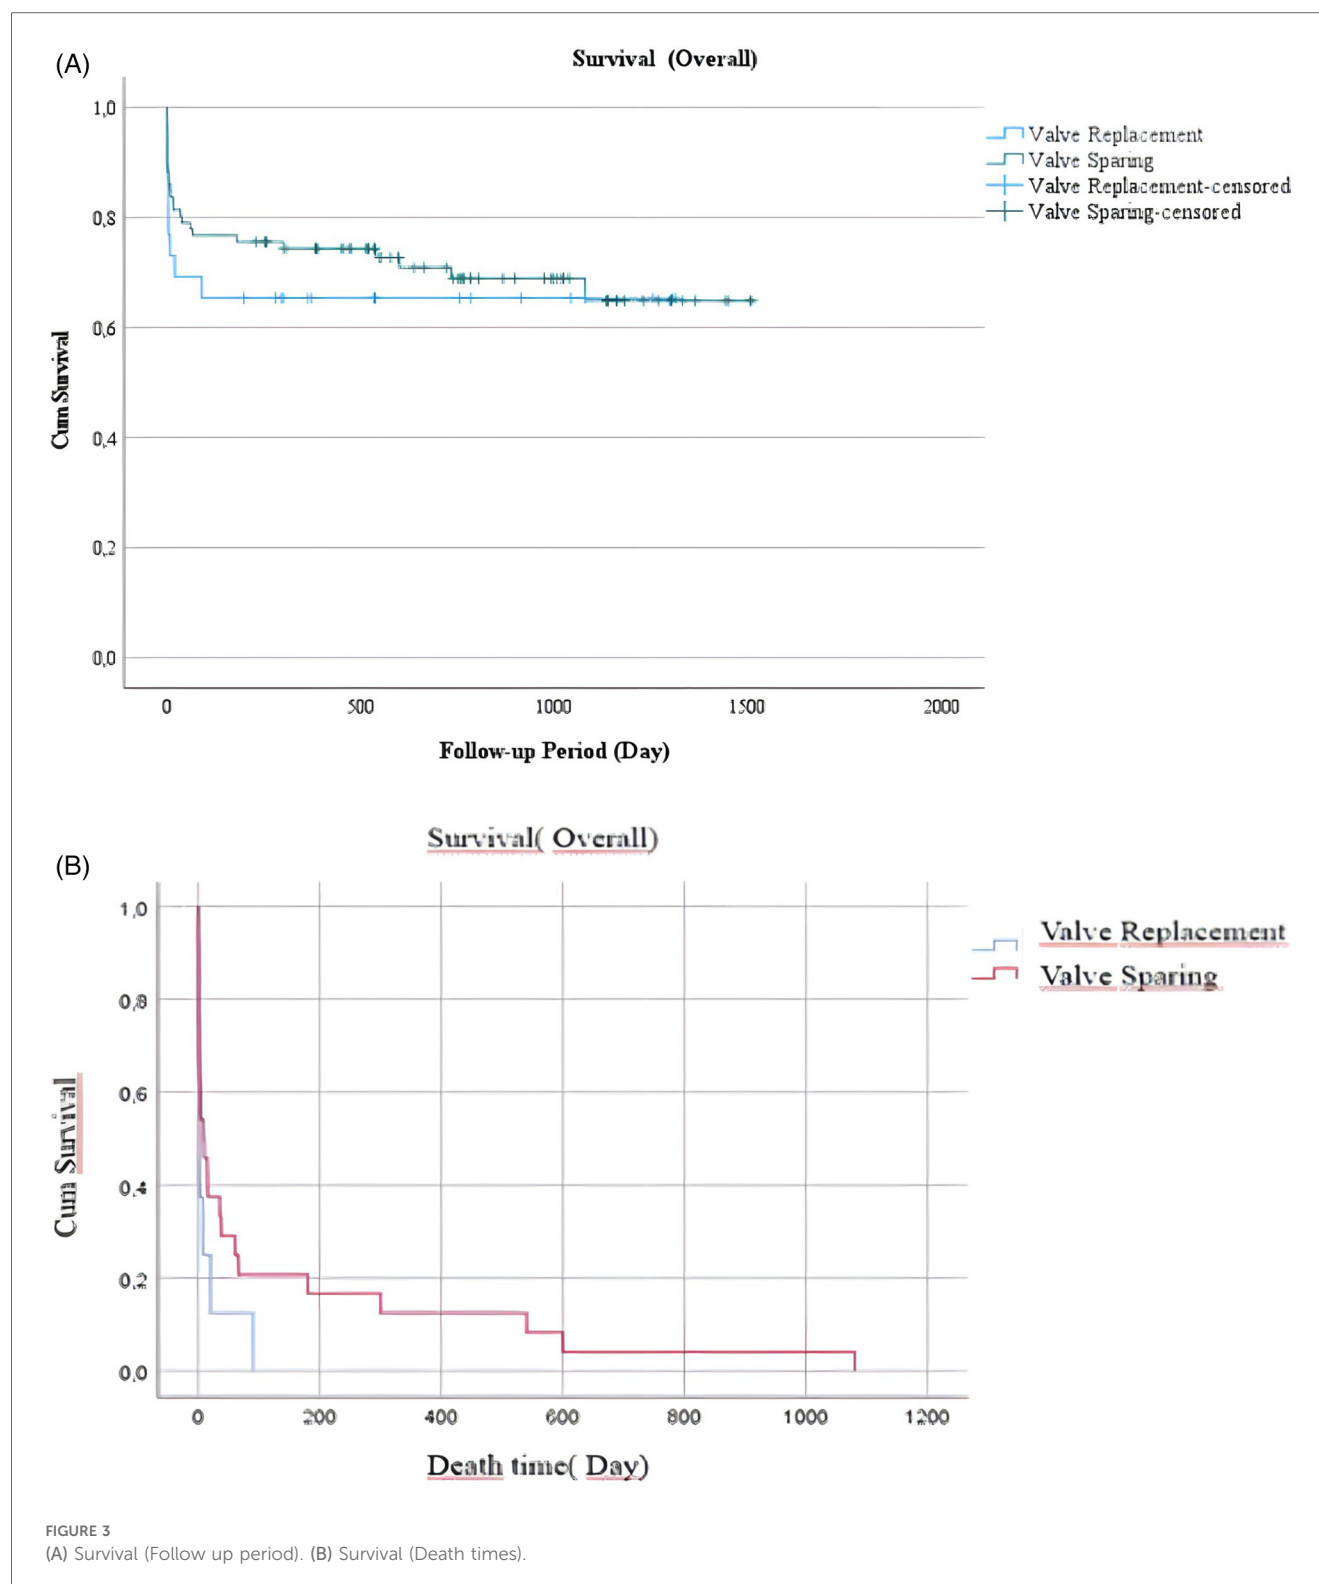 (A)
Survival (Overall)
1,0
0,8
0,6
0,4
0,2
0,0
Cum Survival
0 500 1000 1500 2000
Follow-up Period (Day)
Valve Replacement
Valve Sparing
Valve Replacement-censored
Valve Sparing-censored
(B)
Survival( Overall)
1,0
0,8
0,6
0,4
0,2
0,0
Cum Survival
0 200 400 600 800 1000 1200
Death time( Day)
Valve Replacement
Valve Sparing
FIGURE 3
(A) Survival (Follow up period). (B) Survival (Death times).